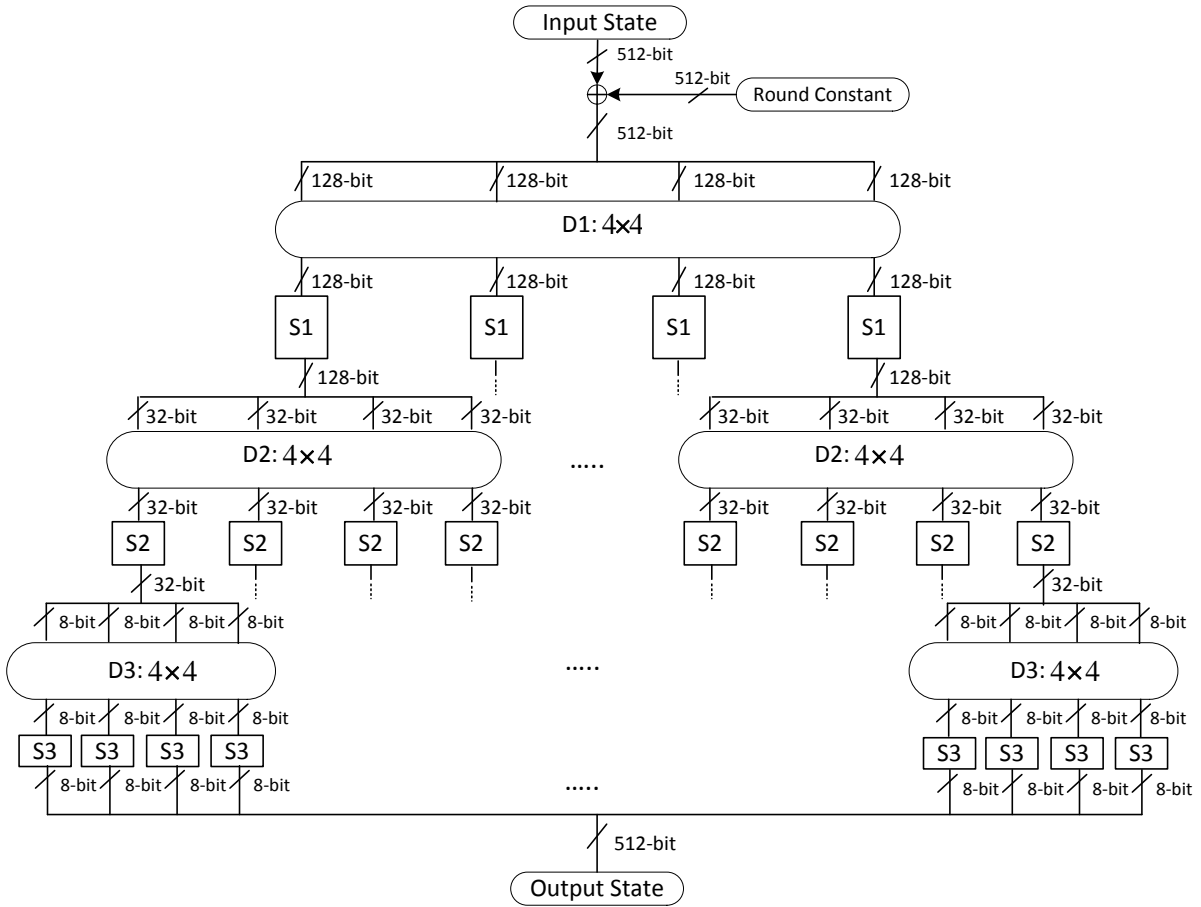 Input State
512-bit
512-bit
Round Constant
512-bit
128-bit 128-bit 128-bit 128-bit
D1: 4×4
128-bit 128-bit 128-bit 128-bit
S1 S1 S1 S1
128-bit 128-bit
32-bit 32-bit 32-bit 32-bit 32-bit 32-bit 32-bit 32-bit
D2: 4×4 ..... D2: 4×4
32-bit 32-bit 32-bit 32-bit 32-bit 32-bit 32-bit 32-bit
S2 S2 S2 S2 S2 S2 S2 S2
32-bit 32-bit
8-bit 8-bit 8-bit 8-bit 8-bit 8-bit 8-bit 8-bit
D3: 4×4 ..... D3: 4×4
8-bit 8-bit 8-bit 8-bit 8-bit 8-bit 8-bit 8-bit
S3 S3 S3 S3 S3 S3 S3 S3
8-bit 8-bit 8-bit 8-bit ..... 8-bit 8-bit 8-bit 8-bit
512-bit
Output State